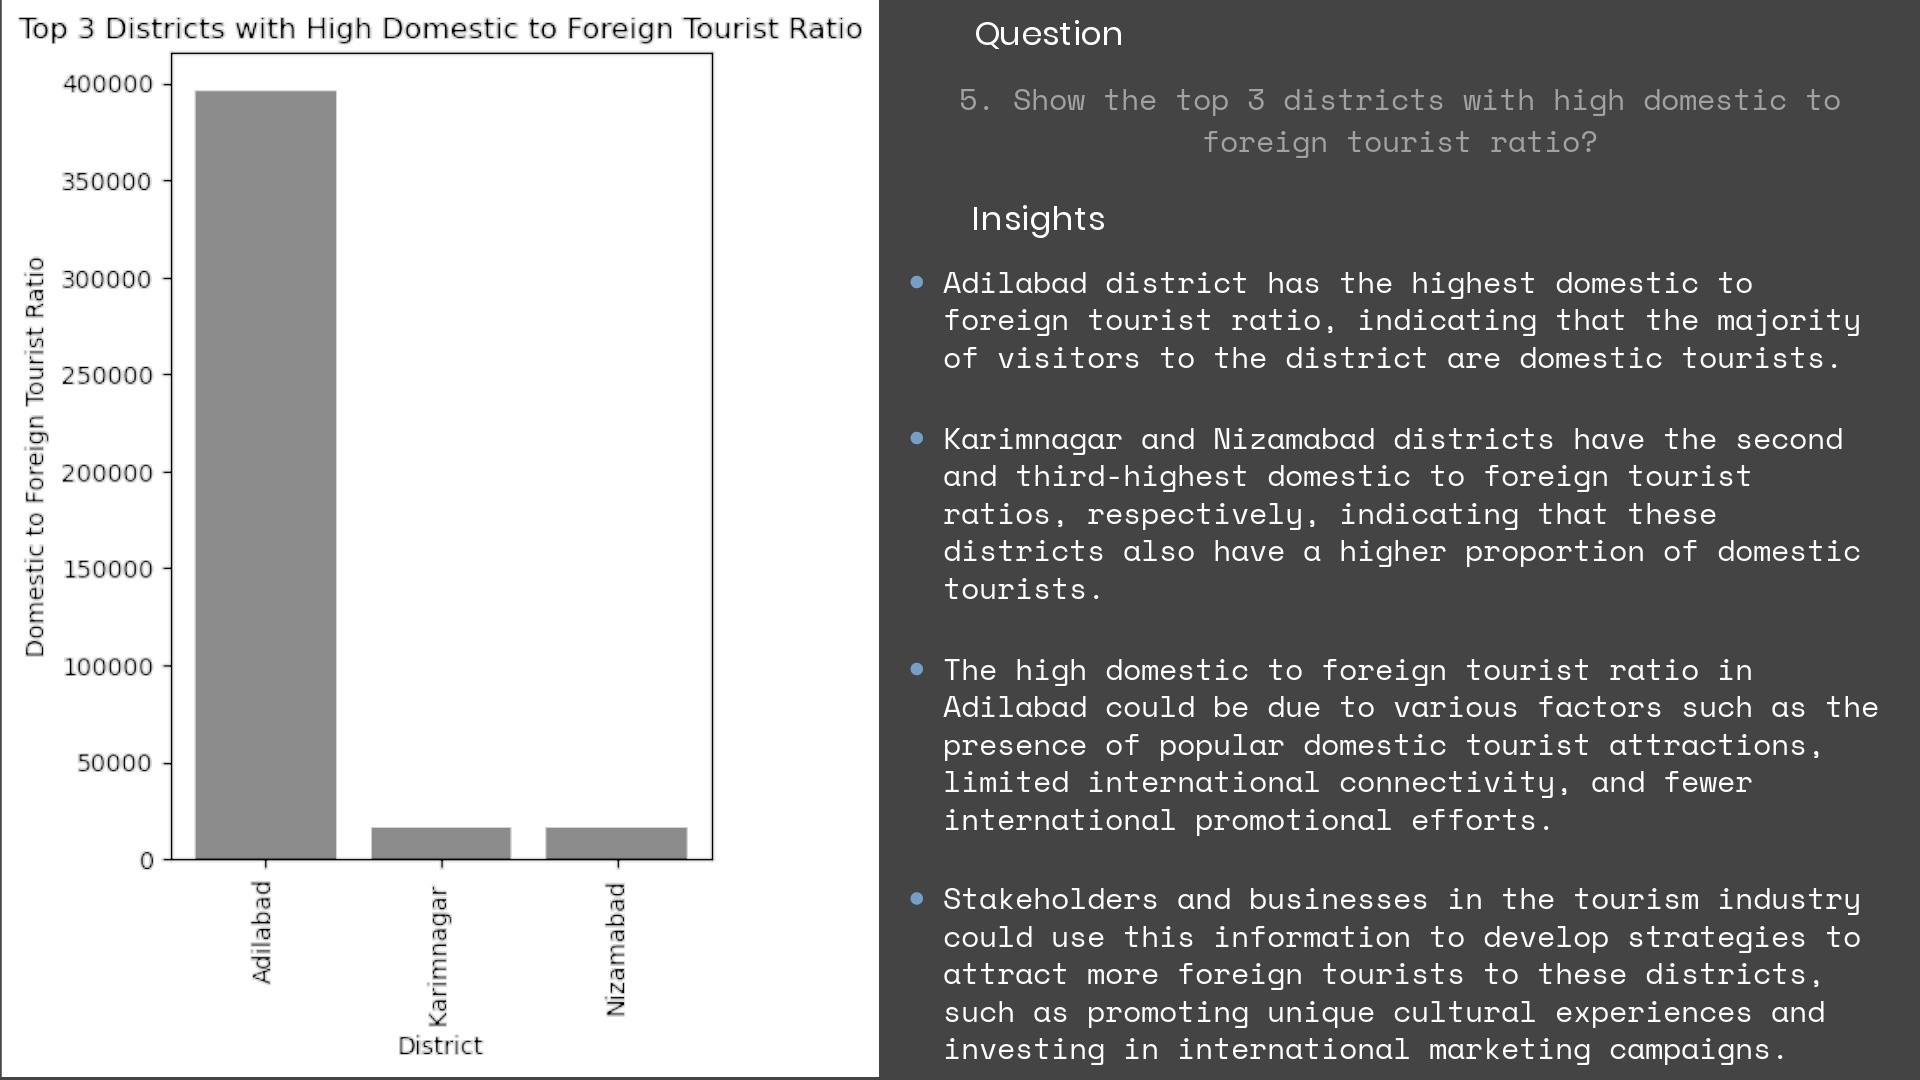 Top 3 Districts with High Domestic to Foreign Tourist Ratio
400000
350000
300000
250000
200000
150000
100000
50000
0
Domestic to Foreign Tourist Ratio
Adilabad
Karimnagar
Nizamabad
District
Question
5. Show the top 3 districts with high domestic to
foreign tourist ratio?
Insights
• Adilabad district has the highest domestic to
foreign tourist ratio, indicating that the majority
of visitors to the district are domestic tourists.
• Karimnagar and Nizamabad districts have the second
and third-highest domestic to foreign tourist
ratios, respectively, indicating that these
districts also have a higher proportion of domestic
tourists.
• The high domestic to foreign tourist ratio in
Adilabad could be due to various factors such as the
presence of popular domestic tourist attractions,
limited international connectivity, and fewer
international promotional efforts.
• Stakeholders and businesses in the tourism industry
could use this information to develop strategies to
attract more foreign tourists to these districts,
such as promoting unique cultural experiences and
investing in international marketing campaigns.